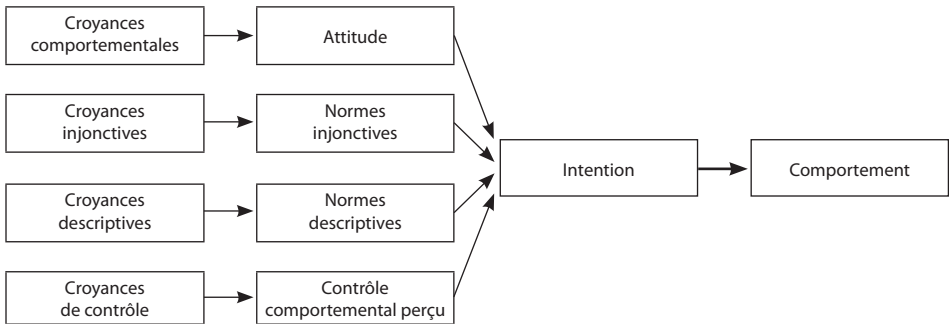 Croyances
comportementales
Attitude
Croyances
injonctives
Normes
injonctives
Intention
Comportement
Croyances
descriptives
Normes
descriptives
Croyances
de contrôle
Contrôle
comportemental perçu